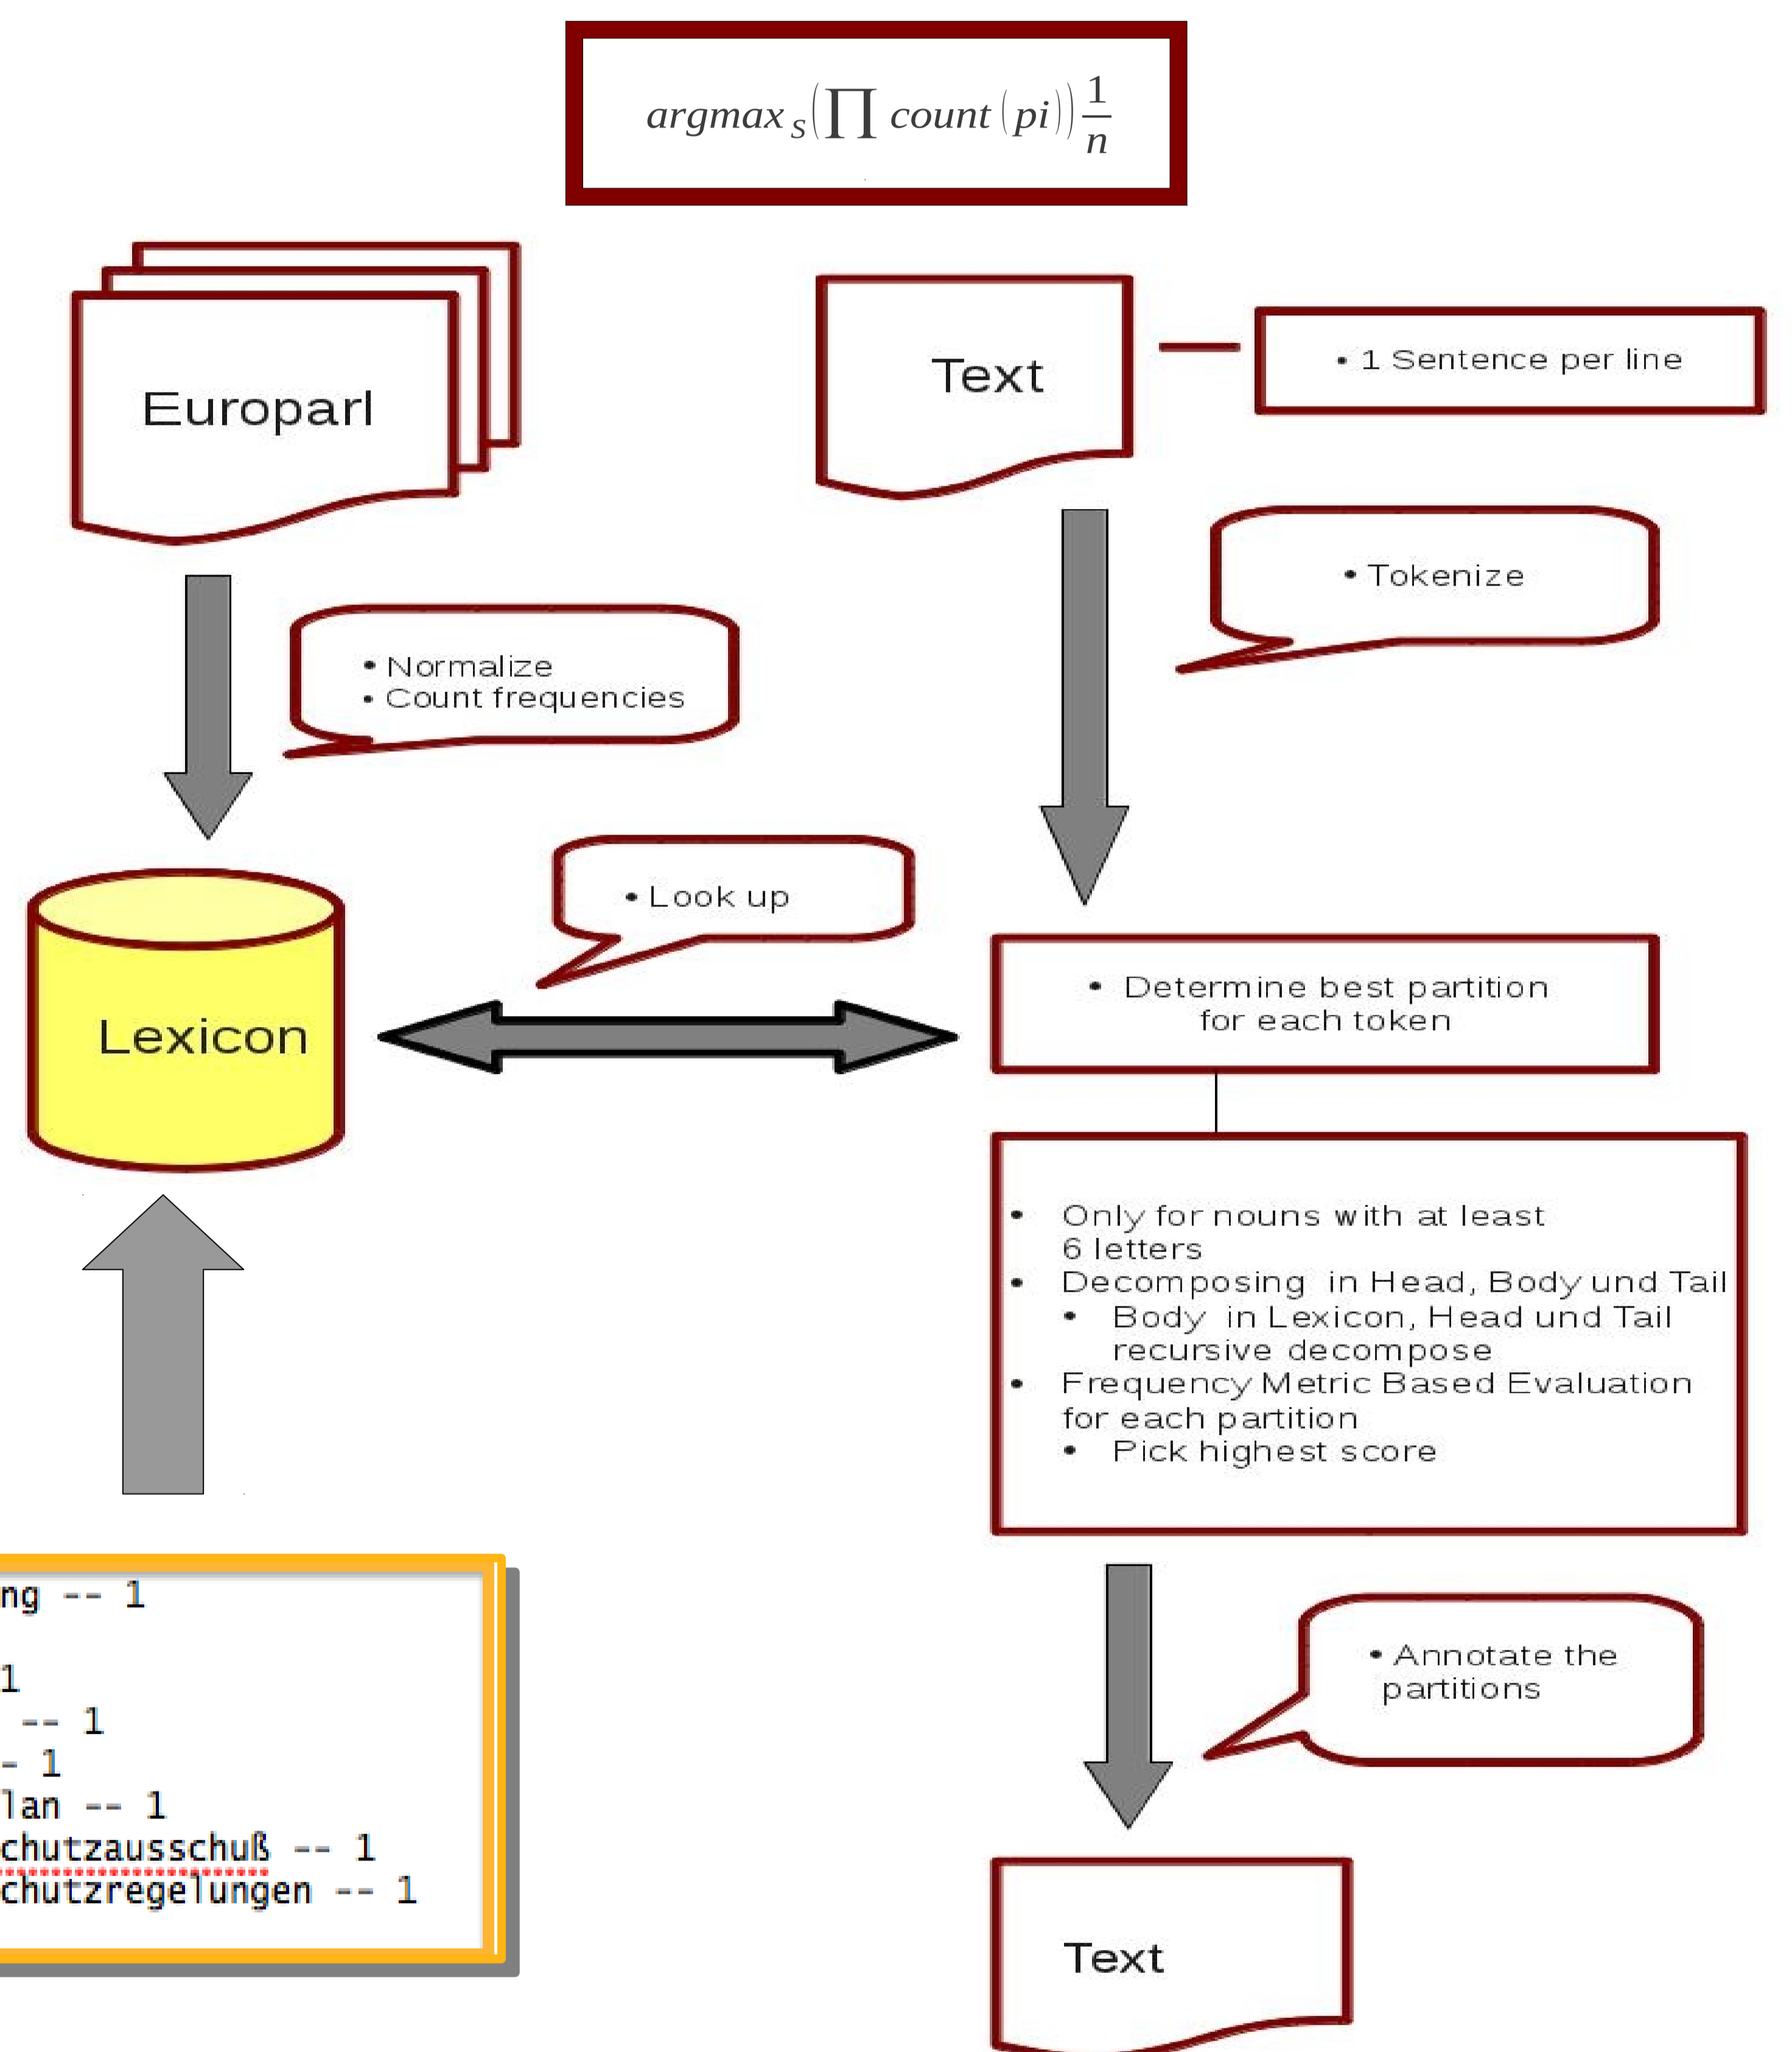 argmax S (∏ count (pi)) 1/n
Europarl
Text
• 1 Sentence per line
• Tokenize
• Normalize
• Count frequencies
• Look up
Lexicon
• Determine best partition
for each token
• Only for nouns with at least
6 letters
• Decomposing in Head, Body und Tail
• Body in Lexicon, Head und Tail
recursive decompose
• Frequency Metric Based Evaluation
for each partition
• Pick highest score
ng -- 1
1
-- 1
- 1
lan -- 1
chutzausschuß -- 1
chutzregelungen -- 1
• Annotate the
partitions
Text